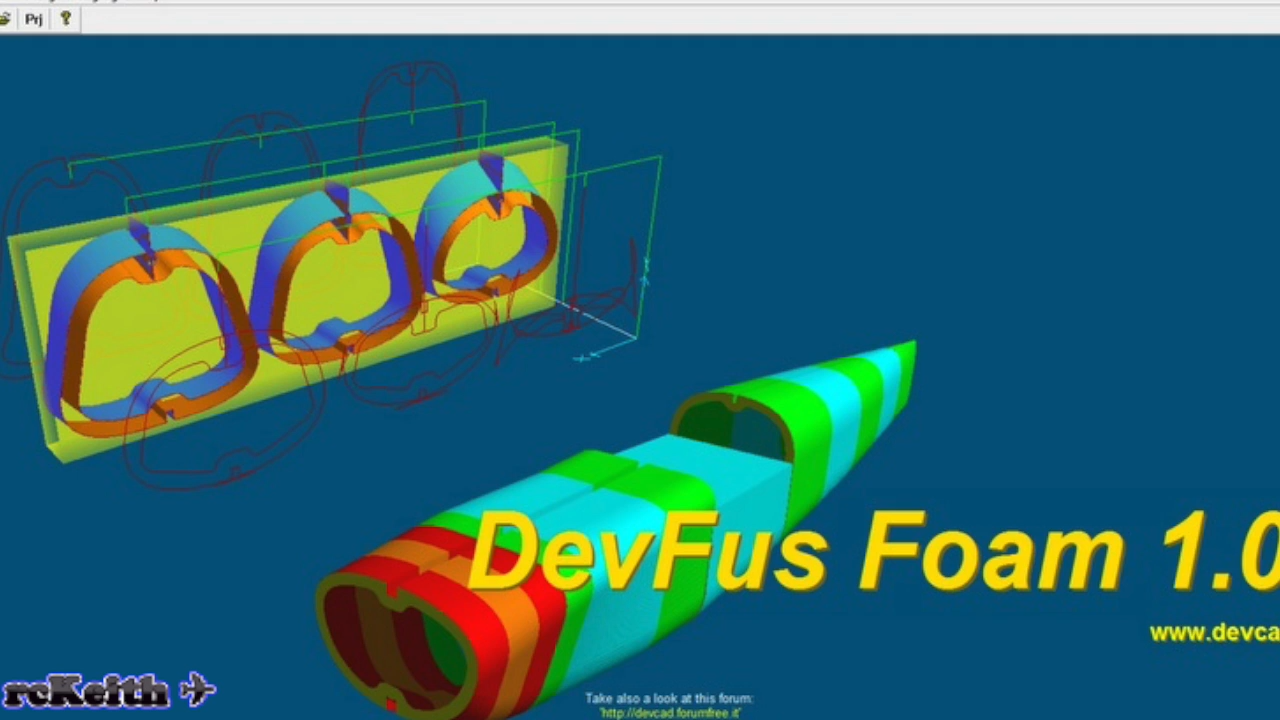 Prj
?
DevFus Foam 1.0
www.devca
rcKeith
Take also a look at this forum:
"http://devcad.forumfree.it"